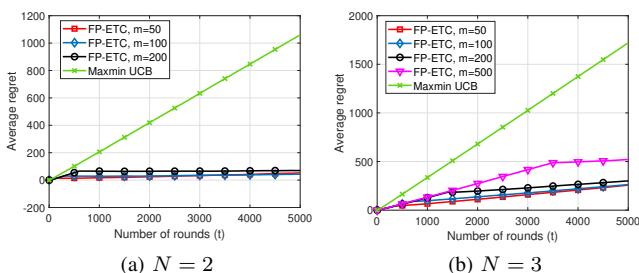 1200
1000
800
600
400
200
0
-200
Average regret
FP-ETC, m=50
FP-ETC, m=100
FP-ETC, m=200
Maxmin UCB
0 1000 2000 3000 4000 5000
Number of rounds (t)
(a) N = 2
2000
1500
1000
500
0
Average regret
FP-ETC, m=50
FP-ETC, m=100
FP-ETC, m=200
FP-ETC, m=500
Maxmin UCB
0 1000 2000 3000 4000 5000
Number of rounds (t)
(b) N = 3